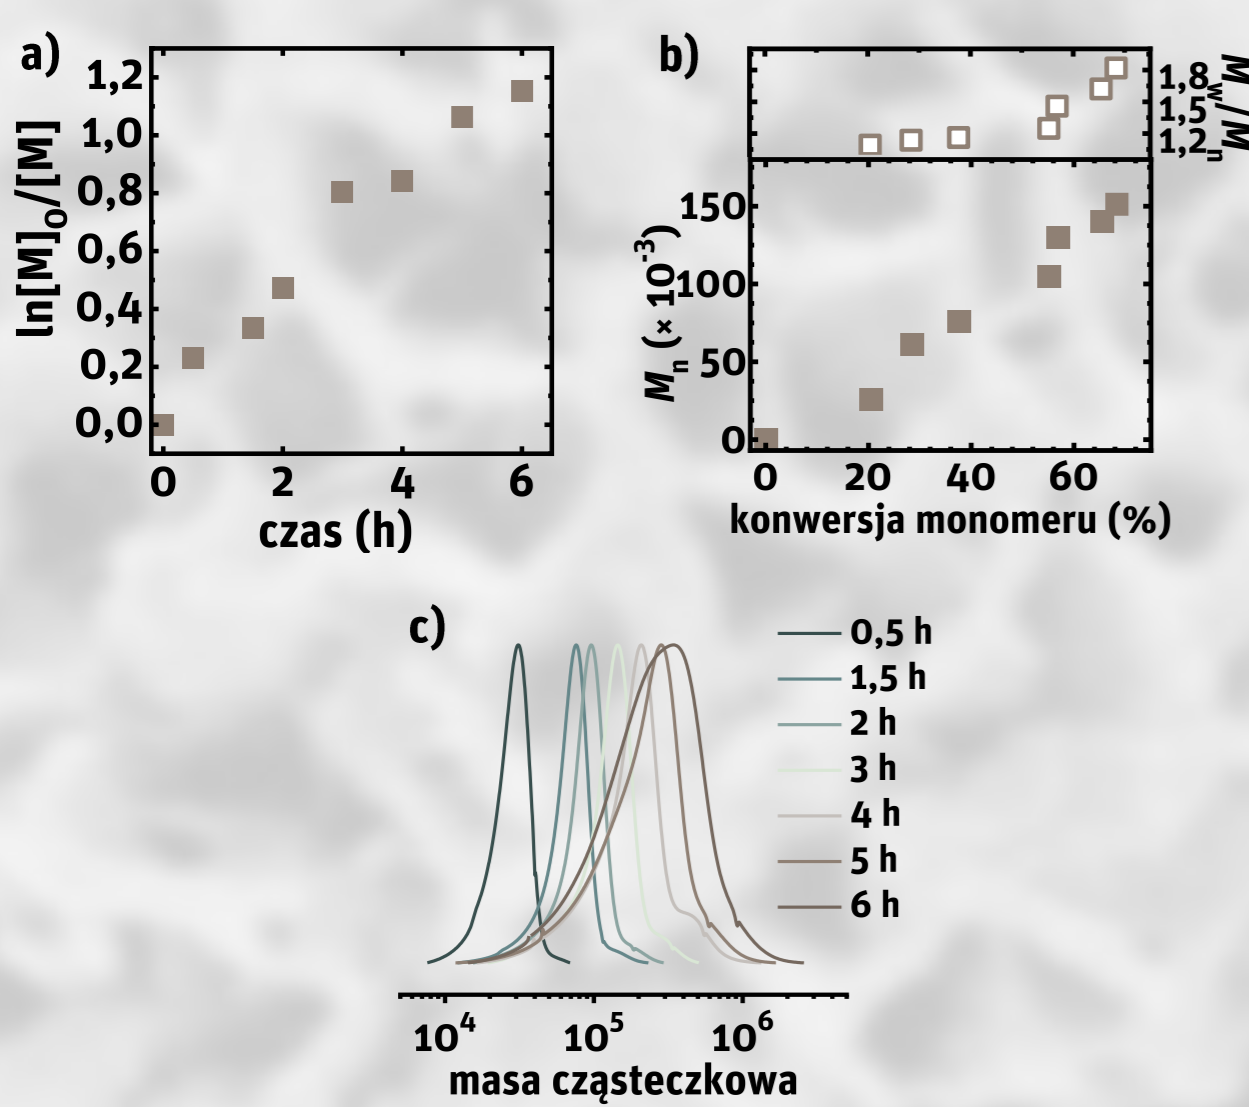 a)
1,2
1,0
0,8
0,6
0,4
0,2
0,0
ln[M]O/[M]
0 2 4 6
czas (h)
b)
1,8
1,5
1,2
Mw/Mn
150
100
50
0
Mn (× 10-3)
0 20 40 60
konwersja monomeru (%)
c)
0,5 h
1,5 h
2 h
3 h
4 h
5 h
6 h
104 105 106
masa cząsteczkowa